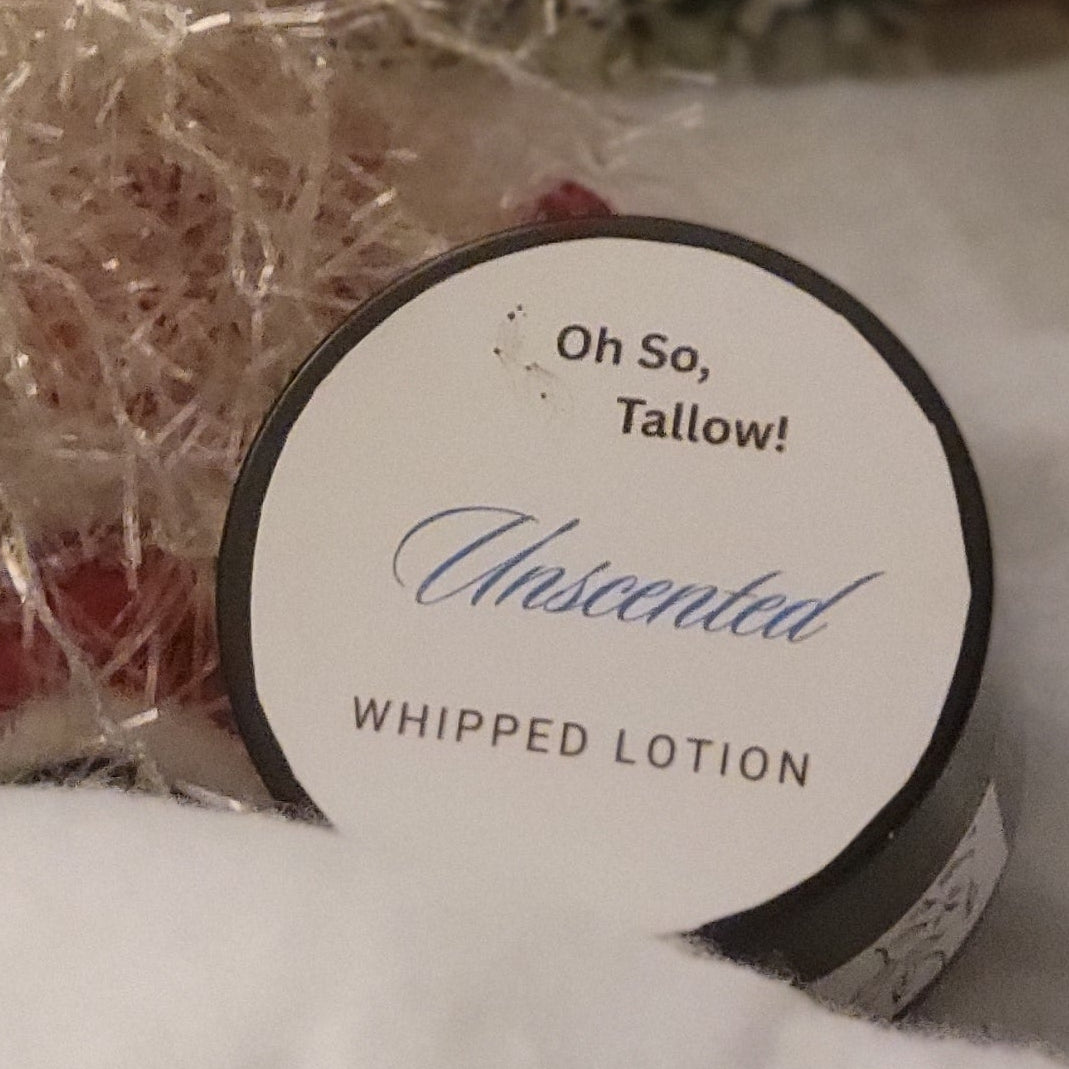 Oh So,
Tallow!
Unscented
WHIPPED LOTION